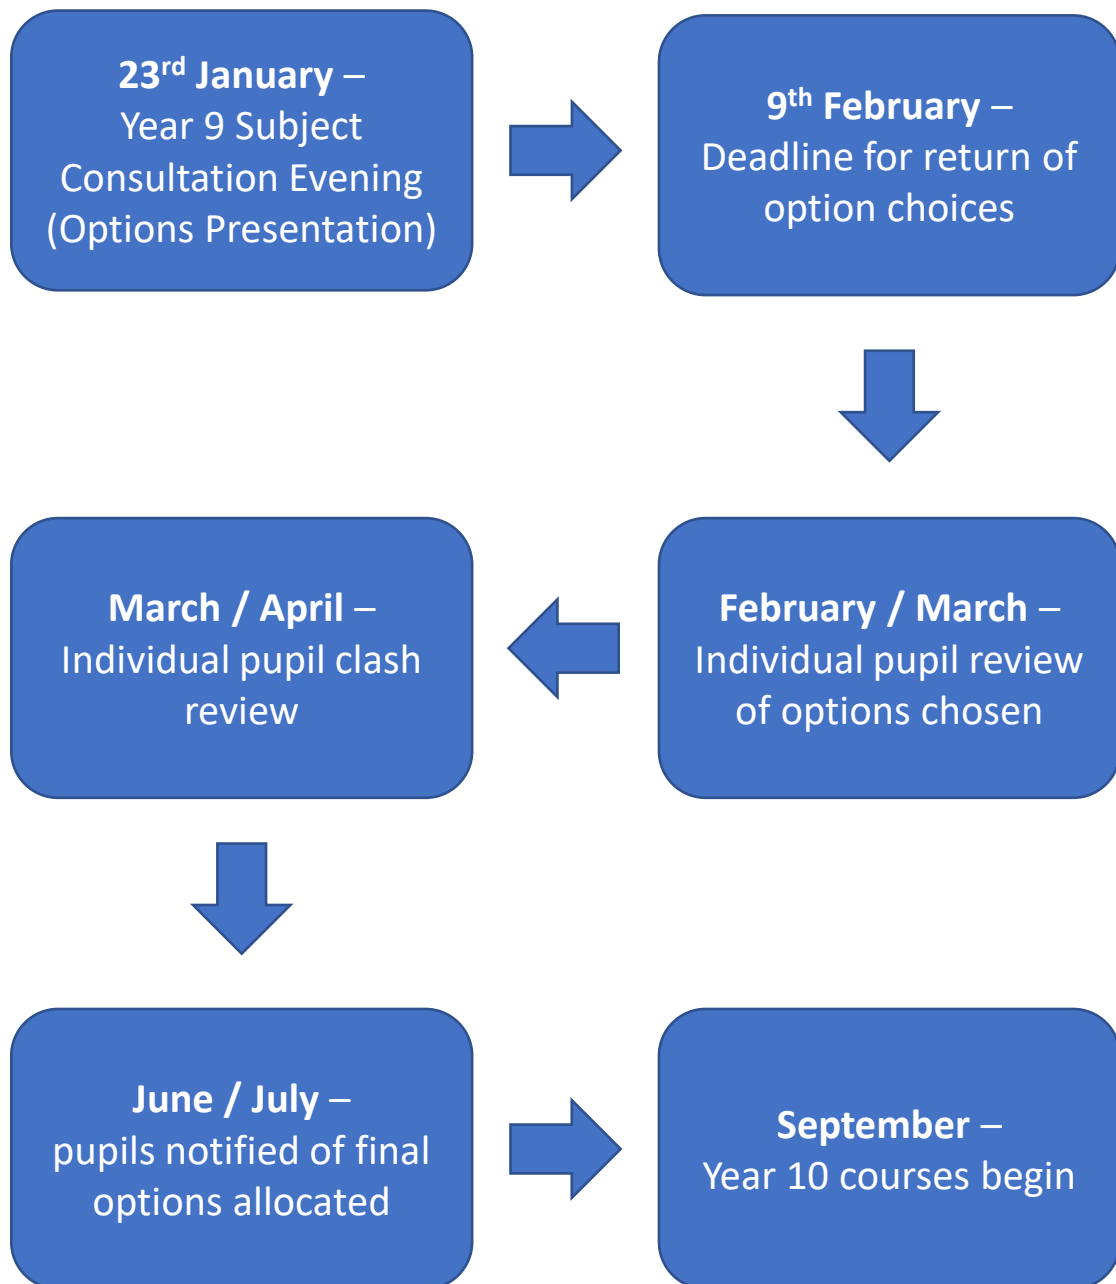 23rd January –
Year 9 Subject
Consultation Evening
(Options Presentation)
9th February –
Deadline for return of
option choices
February / March –
Individual pupil review
of options chosen
March / April –
Individual pupil clash
review
June / July –
pupils notified of final
options allocated
September –
Year 10 courses begin